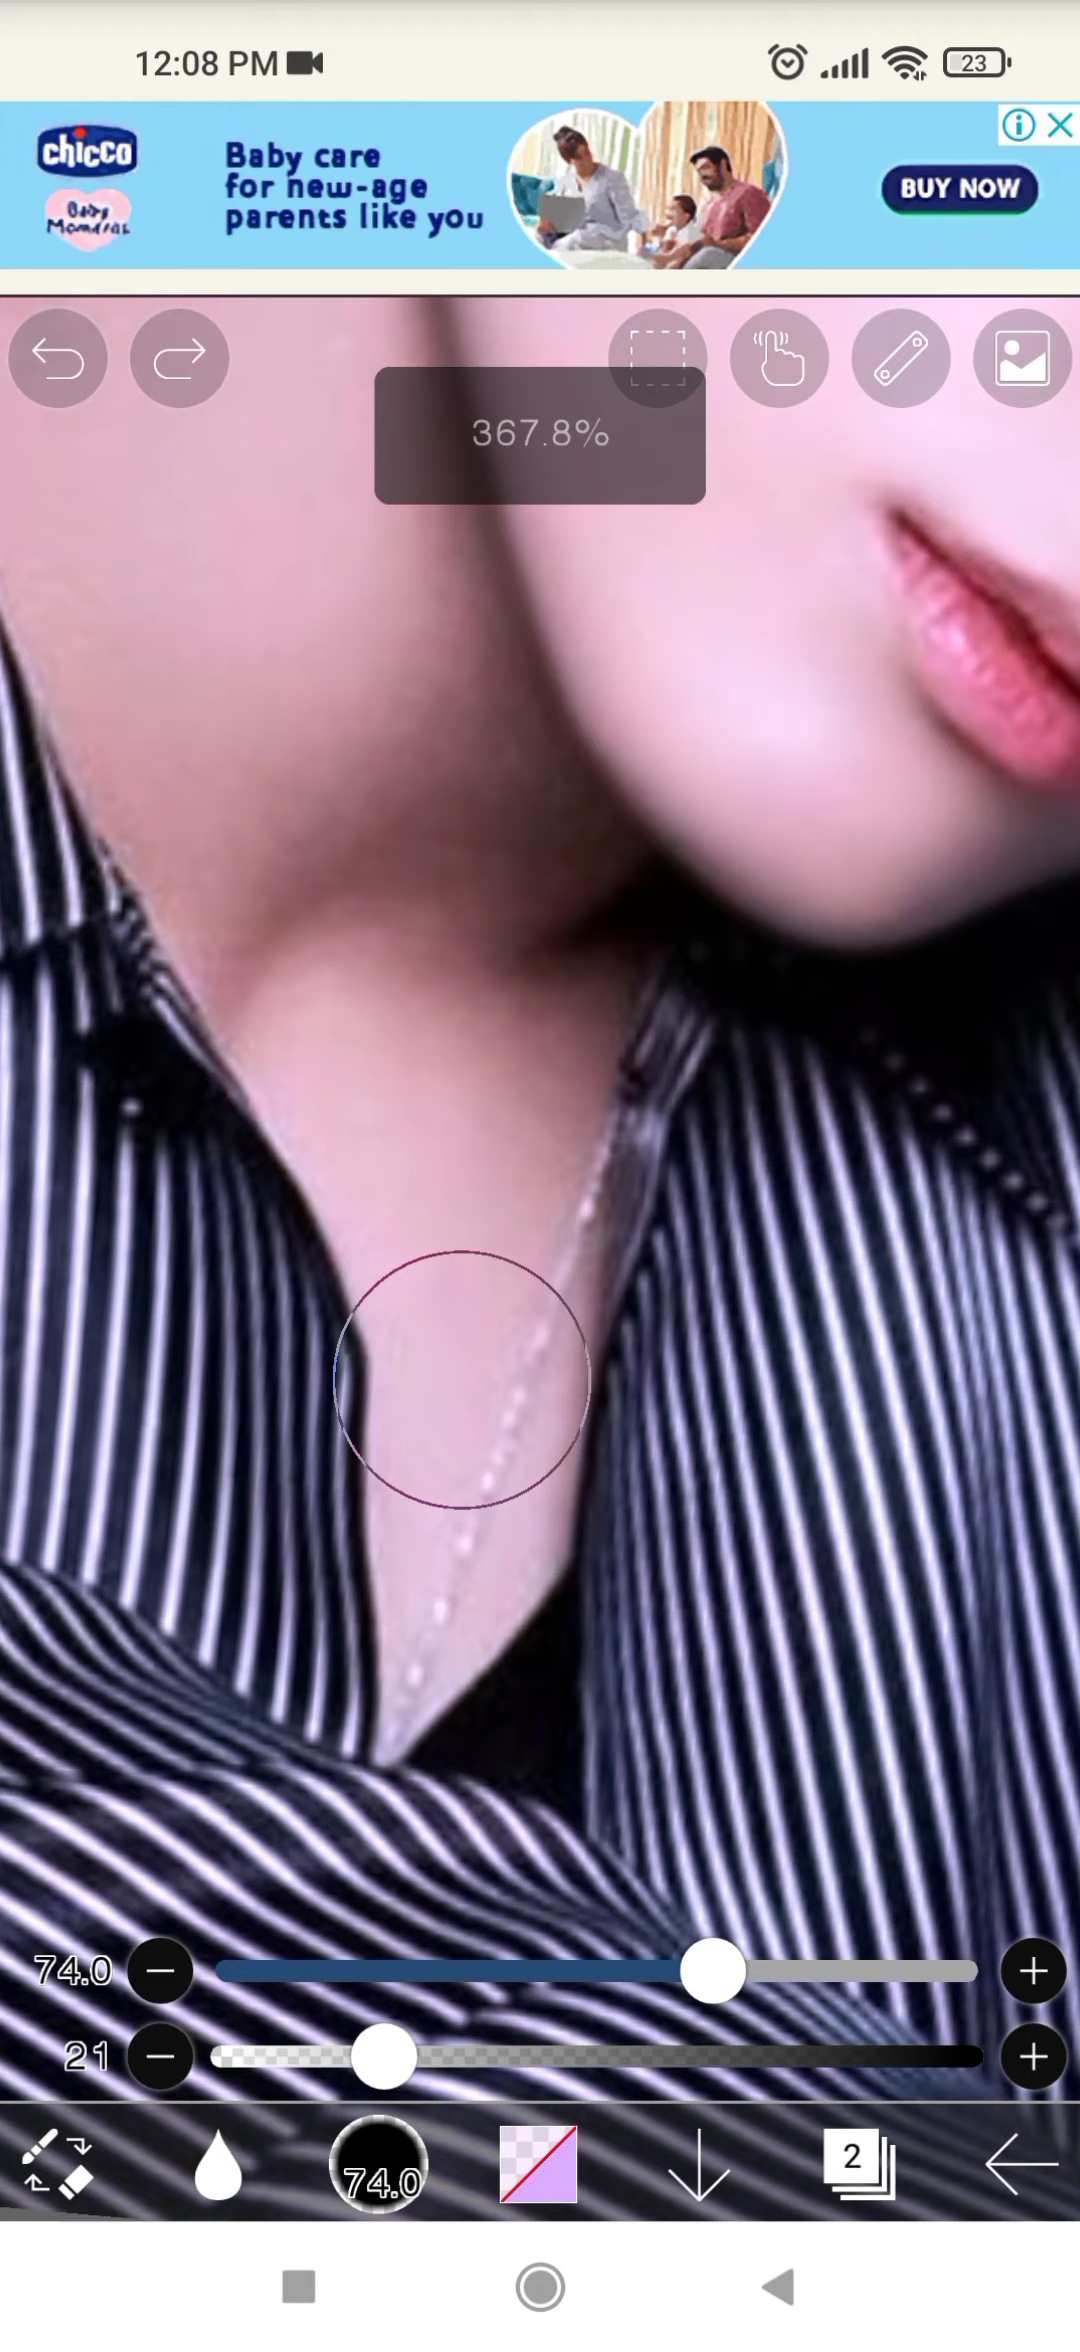 12:08 PM
23
chicco
Baby
Momdias
Baby care
for new-age
parents like you
BUY NOW
367.8%
74.0
21
74.0
2